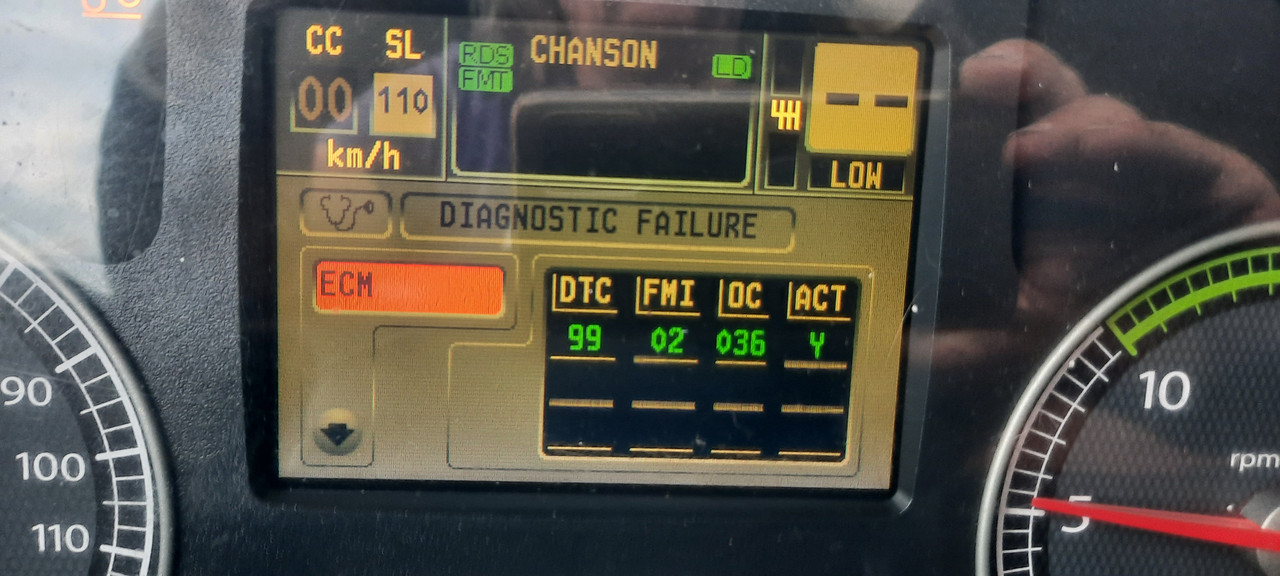 CC SL
RDS CHANSON LD
FMT
00 110
km/h
-- 
LOW
DIAGNOSTIC FAILURE
ECM
DTC FMI OC ACT
99 02 036 Y
90
100
110
10
rpm
5